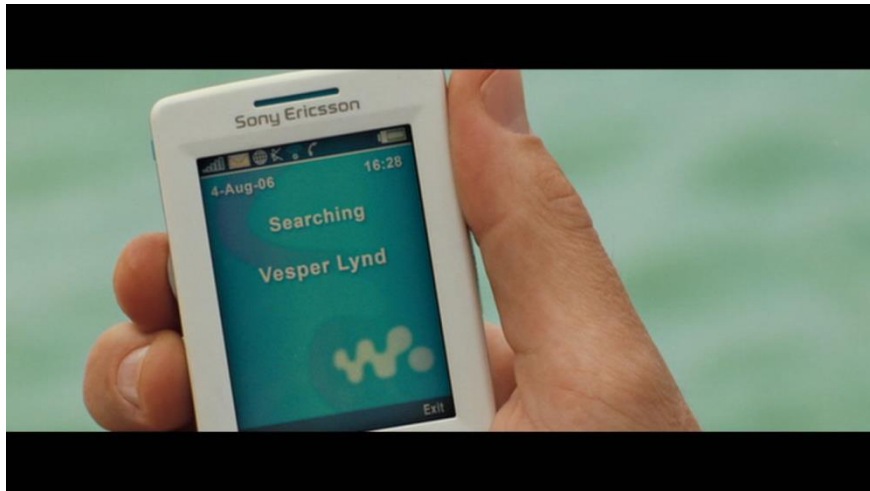 Sony Ericsson
16:28
4-Aug-06
Searching
Vesper Lynd
Exit